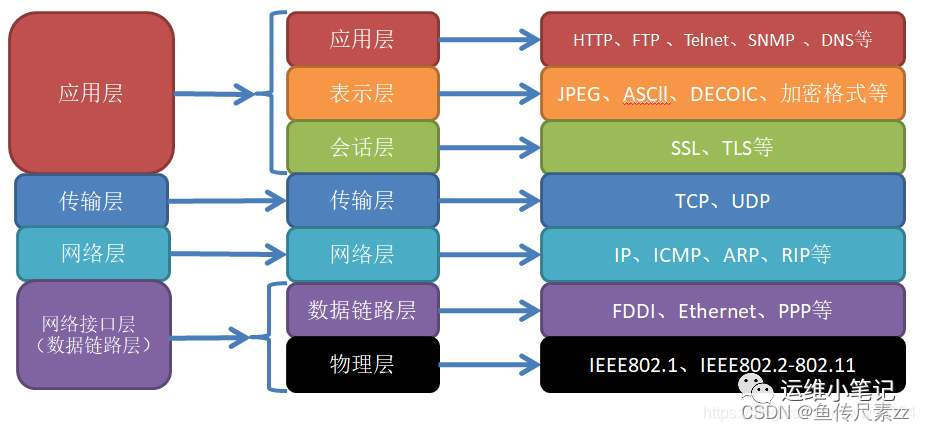 应用层
应用层
HTTP、FTP 、Telnet、SNMP 、DNS等
表示层
JPEG、ASCll、DECOIC、加密格式等
会话层
SSL、TLS等
传输层
传输层
TCP、UDP
网络层
网络层
IP、ICMP、ARP、RIP等
网络接口层
（数据链路层）
数据链路层
FDDI、Ethernet、PPP等
物理层
IEEE802.1、IEEE802.2-802.11
运维小笔记
CSDN @鱼传尺素zz